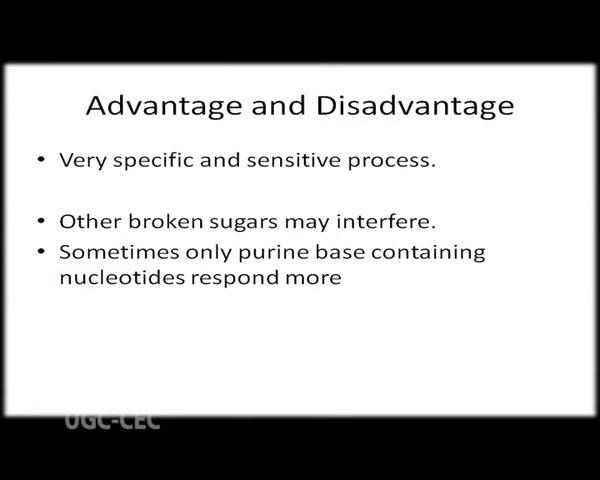 Advantage and Disadvantage
• Very specific and sensitive process.
• Other broken sugars may interfere.
• Sometimes only purine base containing
nucleotides respond more
UGC-CEC